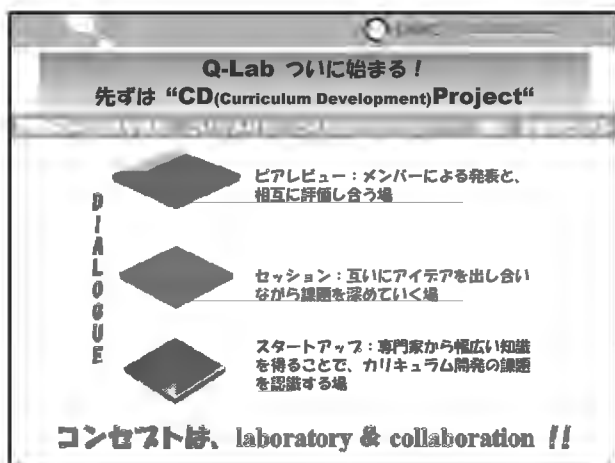 Q-Lab ついに始まる！
先ずは “CD(Curriculum Development)Project“
DIALOGUE
ピアレビュー：メンバーによる発表と、
相互に評価し合う場
セッション：互いにアイデアを出し合い
ながら課題を深めていく場
スタートアップ：専門家から幅広い知識
を得ることで、カリキュラム開発の課題
を認識する場
コンセプトは、laboratory & collaboration !!